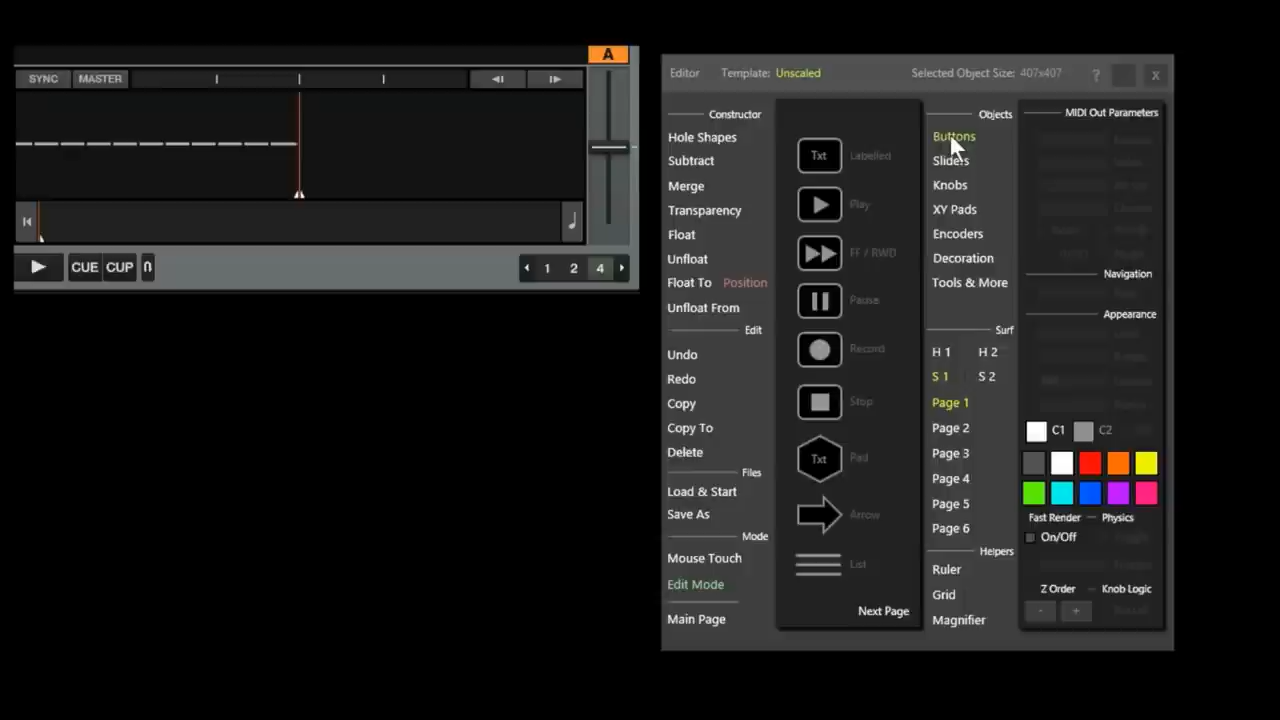 A
SYNC MASTER
CUE CUP
1 2 4
Editor Template: Unscaled Selected Object Size: 407x407 ? x
Constructor
Hole Shapes
Subtract
Merge
Transparency
Float
Unfloat
Float To Position
Unfloat From
Edit
Undo
Redo
Copy
Copy To
Delete
Files
Load & Start
Save As
Mode
Mouse Touch
Edit Mode
Main Page
Txt Labelled
Play
FF / RWD
Pause
Record
Stop
Txt Pad
Arrow
List
Next Page
Objects
Buttons
Sliders
Knobs
XY Pads
Encoders
Decoration
Tools & More
Surf
H 1 H 2
S 1 S 2
Page 1
Page 2
Page 3
Page 4
Page 5
Page 6
Helpers
Ruler
Grid
Magnifier
MIDI Out Parameters
Navigation
Appearance
C1 C2
Fast Render Physics
On/Off
Z Order Knob Logic
- +